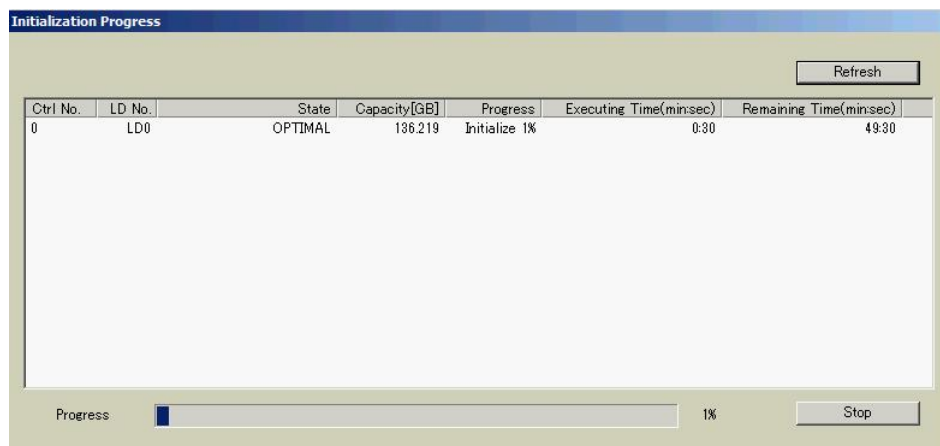 Initialization Progress
Refresh
Ctrl No. LD No. State Capacity[GB] Progress Executing Time(min:sec) Remaining Time(min:sec)
0 LD0 OPTIMAL 136.219 Initialize 1% 0:30 49:30
Progress 1% Stop